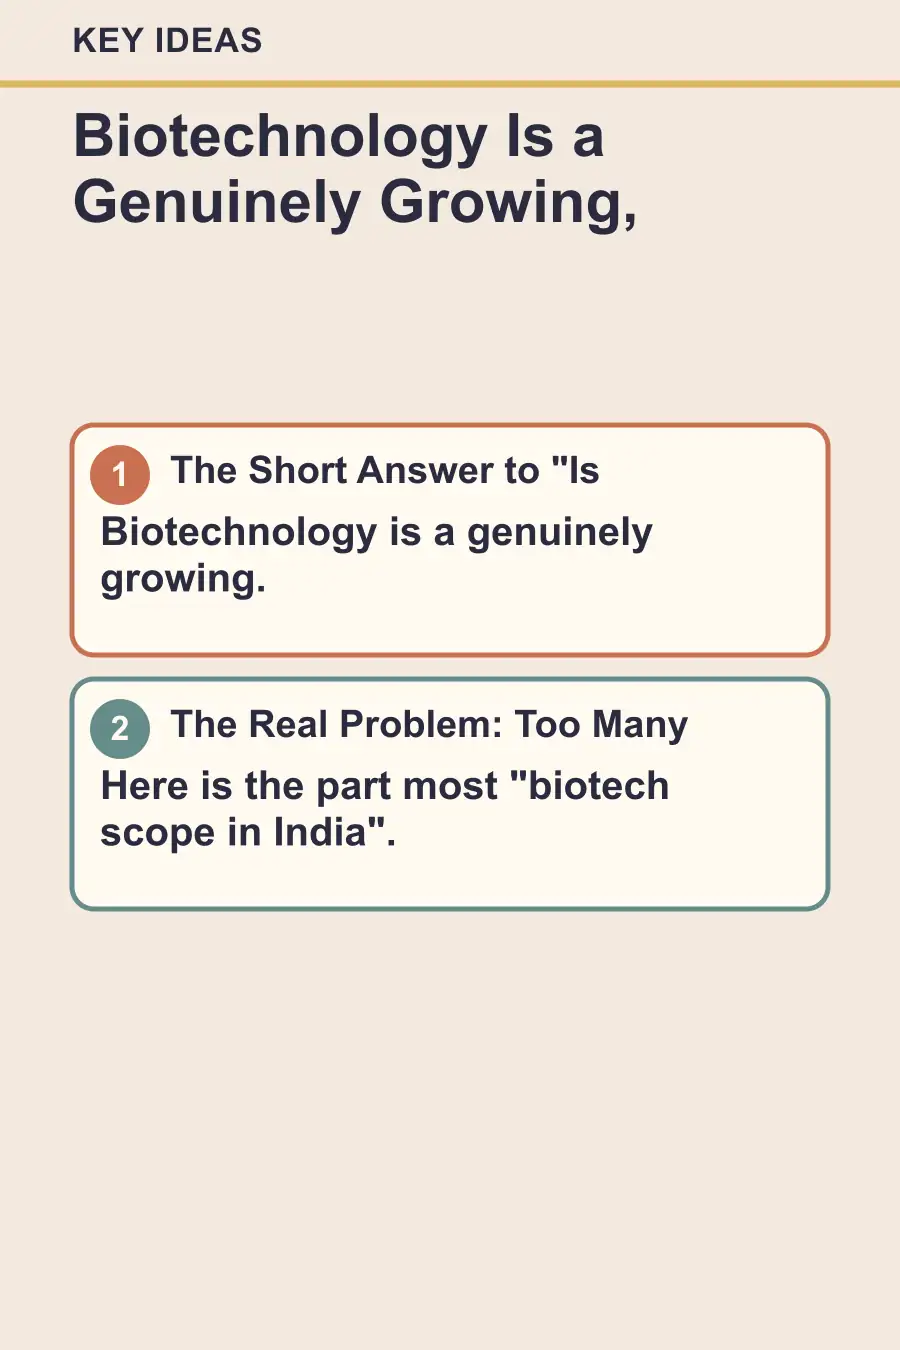 KEY IDEAS
Biotechnology Is a
Genuinely Growing,
1 The Short Answer to "Is
Biotechnology is a genuinely
growing.
2 The Real Problem: Too Many
Here is the part most "biotech
scope in India".